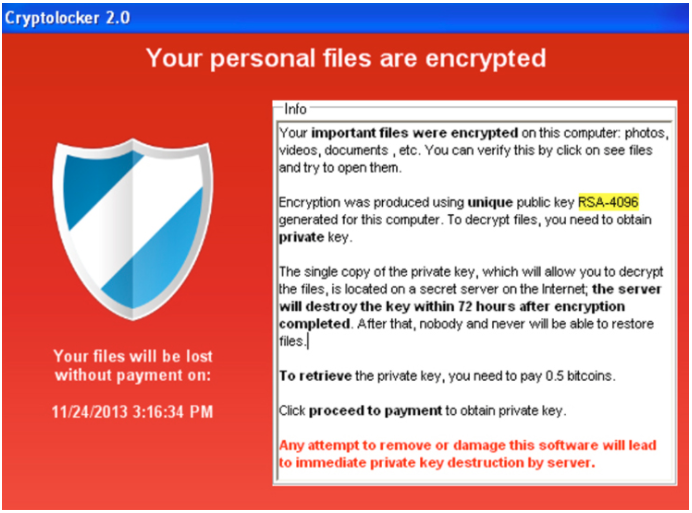 Cryptolocker 2.0
Your personal files are encrypted
Info
Your important files were encrypted on this computer: photos,
videos, documents , etc. You can verify this by click on see files
and try to open them.
Encryption was produced using unique public key RSA-4096
generated for this computer. To decrypt files, you need to obtain
private key.
The single copy of the private key, which will allow you to decrypt
the files, is located on a secret server on the Internet; the server
will destroy the key within 72 hours after encryption
completed. After that, nobody and never will be able to restore
files.
To retrieve the private key, you need to pay 0.5 bitcoins.
Click proceed to payment to obtain private key.
Any attempt to remove or damage this software will lead
to immediate private key destruction by server.
Your files will be lost
without payment on:
11/24/2013 3:16:34 PM